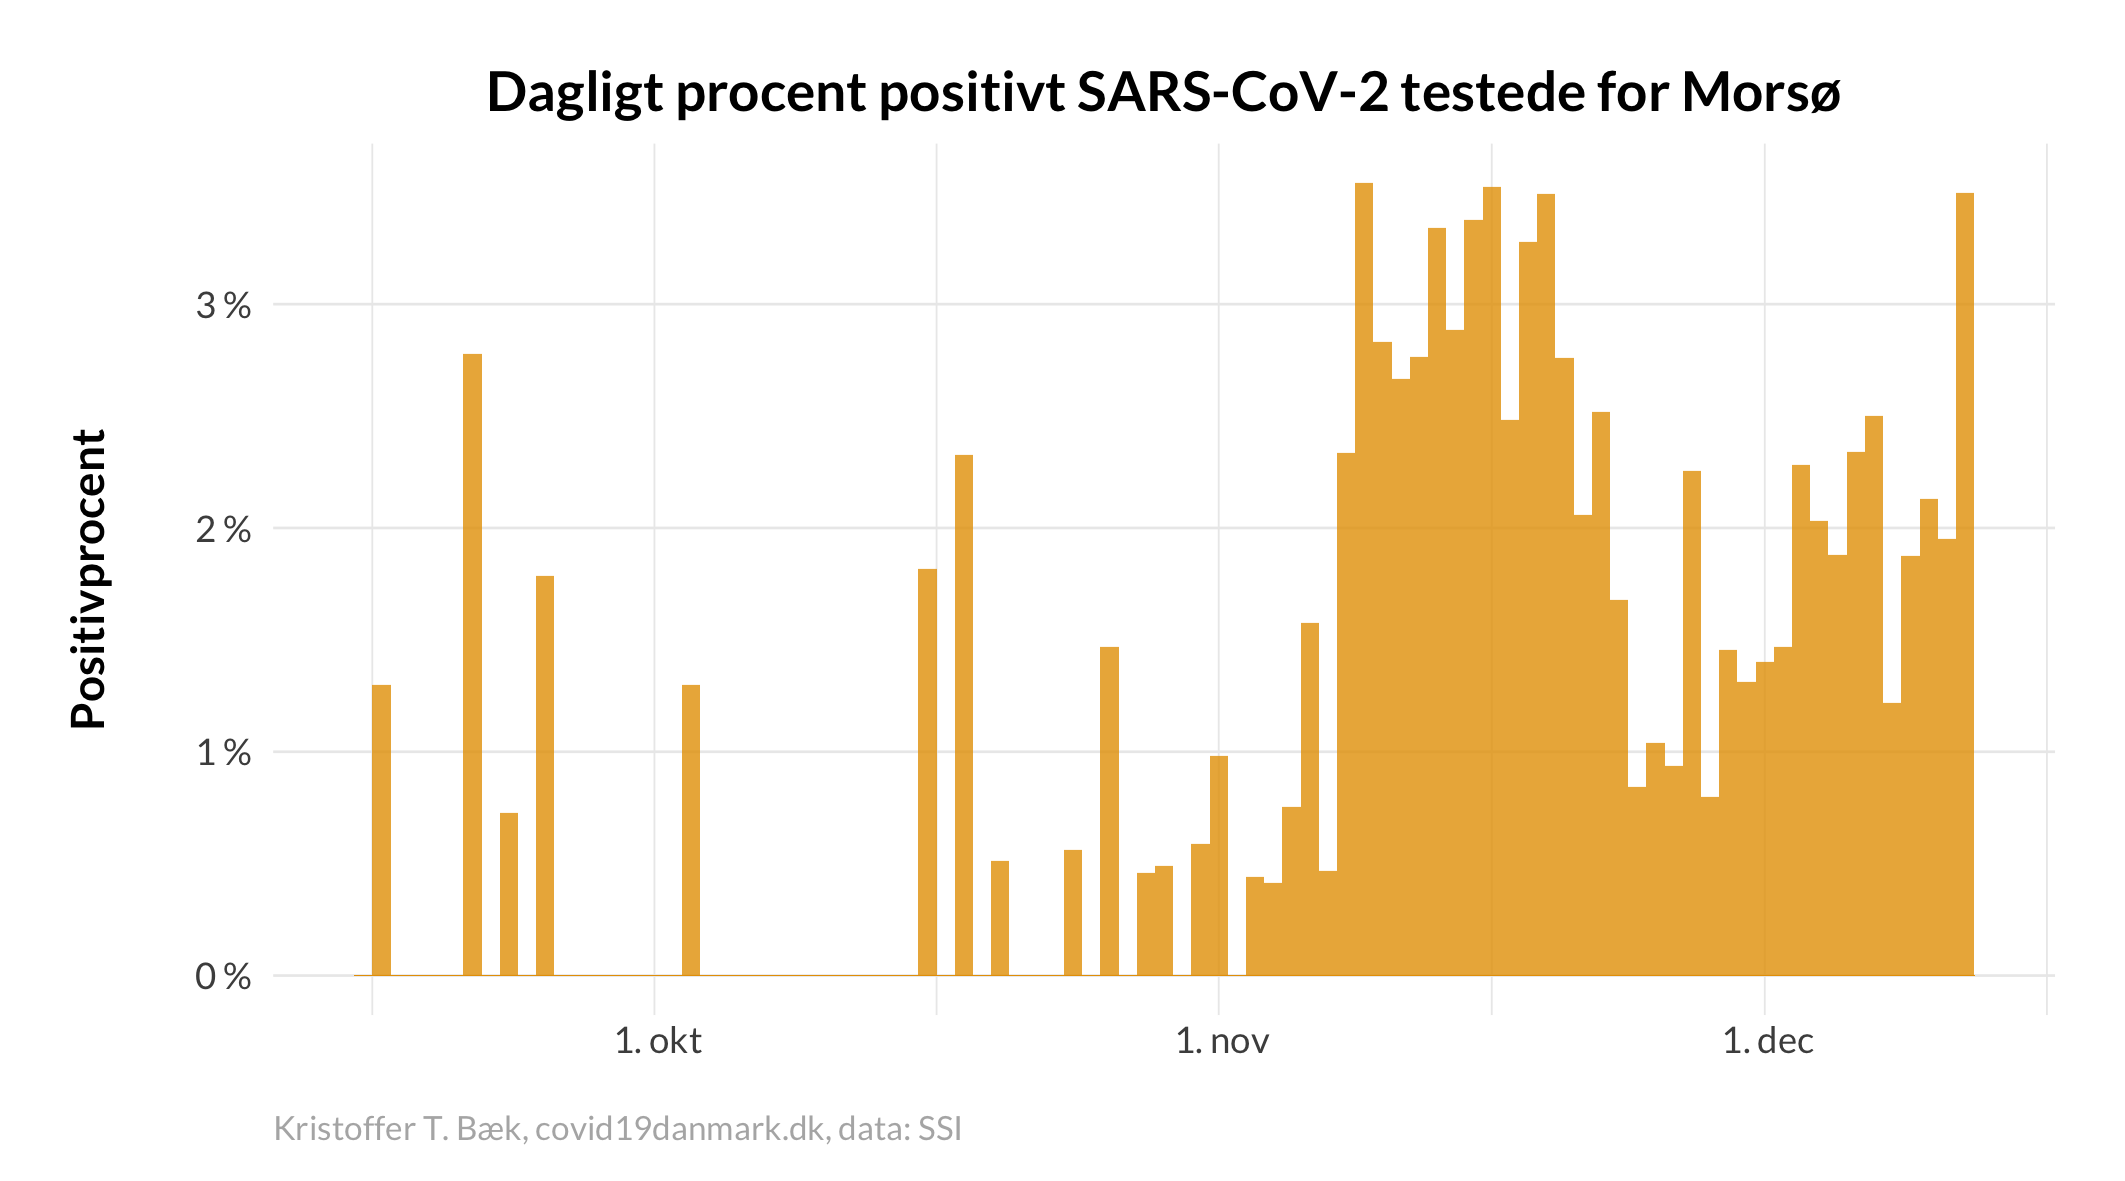 Dagligt procent positivt SARS-CoV-2 testede for Morsø
Positivprocent
3 %
2 %
1 %
0 %
1. okt
1. nov
1. dec
Kristoffer T. Bæk, covid19danmark.dk, data: SSI